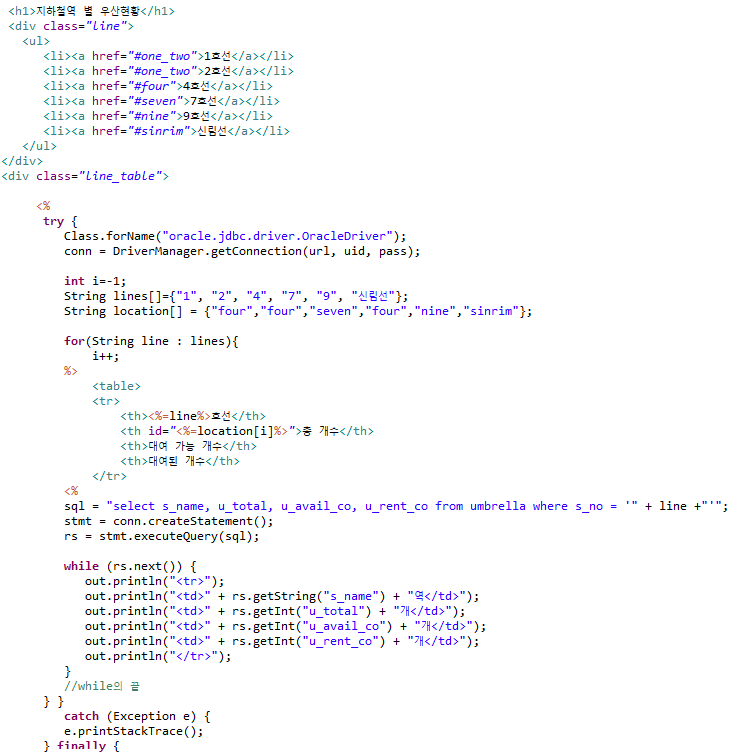 <h1>지하철역 별 우산현황</h1>
<div class="line">
<ul>
<li><a href="#one_two">1호선</a></li>
<li><a href="#one_two">2호선</a></li>
<li><a href="#four">4호선</a></li>
<li><a href="#seven">7호선</a></li>
<li><a href="#nine">9호선</a></li>
<li><a href="#sinrim">신림선</a></li>
</ul>
</div>
<div class="line_table">
<%
try {
Class.forName("oracle.jdbc.driver.OracleDriver");
conn = DriverManager.getConnection(url, uid, pass);
int i=-1;
String lines[]={"1", "2", "4", "7", "9", "신림선"};
String location[] = {"four","four","seven","four","nine","sinrim"};
for(String line : lines){
i++;
%>
<table>
<tr>
<th><%=line%>호선</th>
<th id="<%=location[i]%>">총 개수</th>
<th>대여 가능 개수</th>
<th>대여된 개수</th>
</tr>
<%
sql = "select s_name, u_total, u_avail_co, u_rent_co from umbrella where s_no = '" + line +"'";
stmt = conn.createStatement();
rs = stmt.executeQuery(sql);
while (rs.next()) {
out.println("<tr>");
out.println("<td>" + rs.getString("s_name") + "역</td>");
out.println("<td>" + rs.getInt("u_total") + "개</td>");
out.println("<td>" + rs.getInt("u_avail_co") + "개</td>");
out.println("<td>" + rs.getInt("u_rent_co") + "개</td>");
out.println("</tr>");
}
//while의 끝
} }
catch (Exception e) {
e.printStackTrace();
} finally {